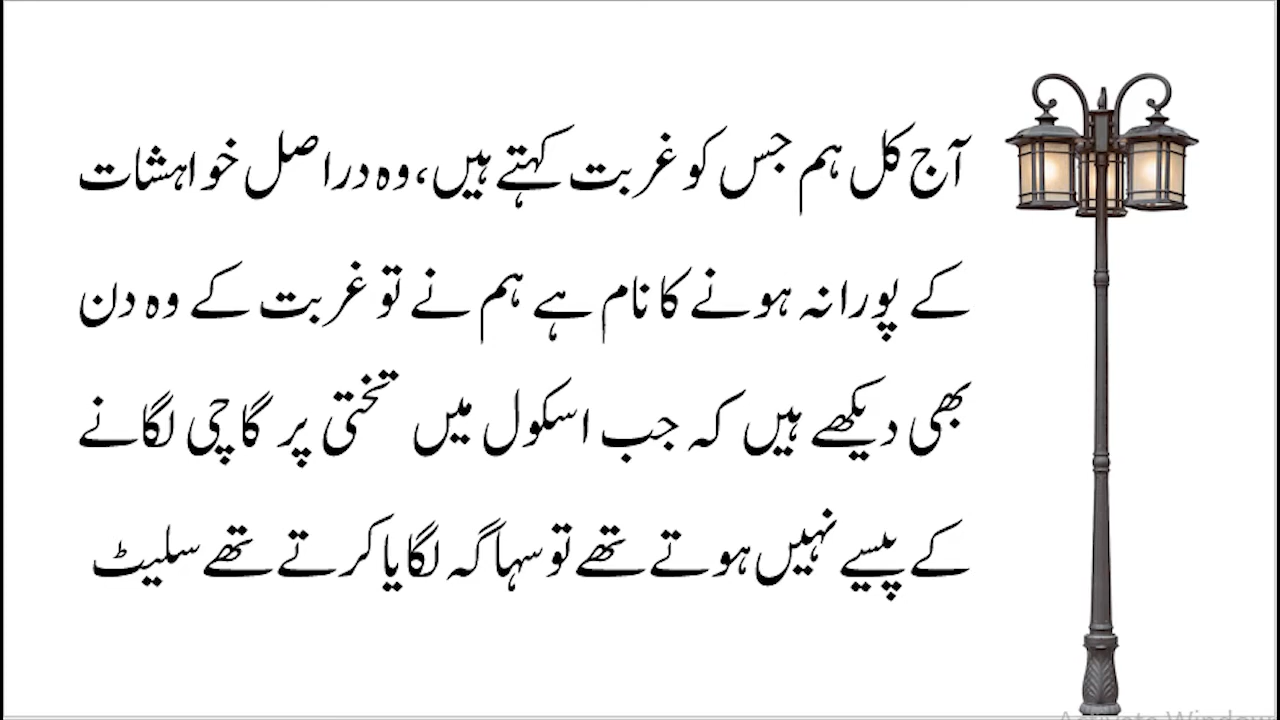 آج کل ہم جس کو غربت کہتے ہیں، وہ دراصل خواہشات
کے پورا نہ ہونے کا نام ہے ہم نے تو غربت کے وہ دن
بھی دیکھے ہیں کہ جب اسکول میں تختی پر گاچی لگانے
کے پیسے نہیں ہوتے تھے تو سہاگہ لگایا کرتے تھے سلیٹ
Activate Window